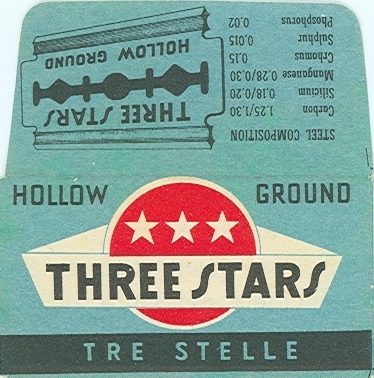 HOLLOW GROUND
THREE STARS
TRE STELLE
STEEL COMPOSITION
Carbon 1.25/1.30
Silicium 0.18/0.20
Manganese 0.28/0.30
Crhomus 0.15
Sulphur 0.015
Phosphorus 0.02
THREE STARS
HOLLOW GROUND